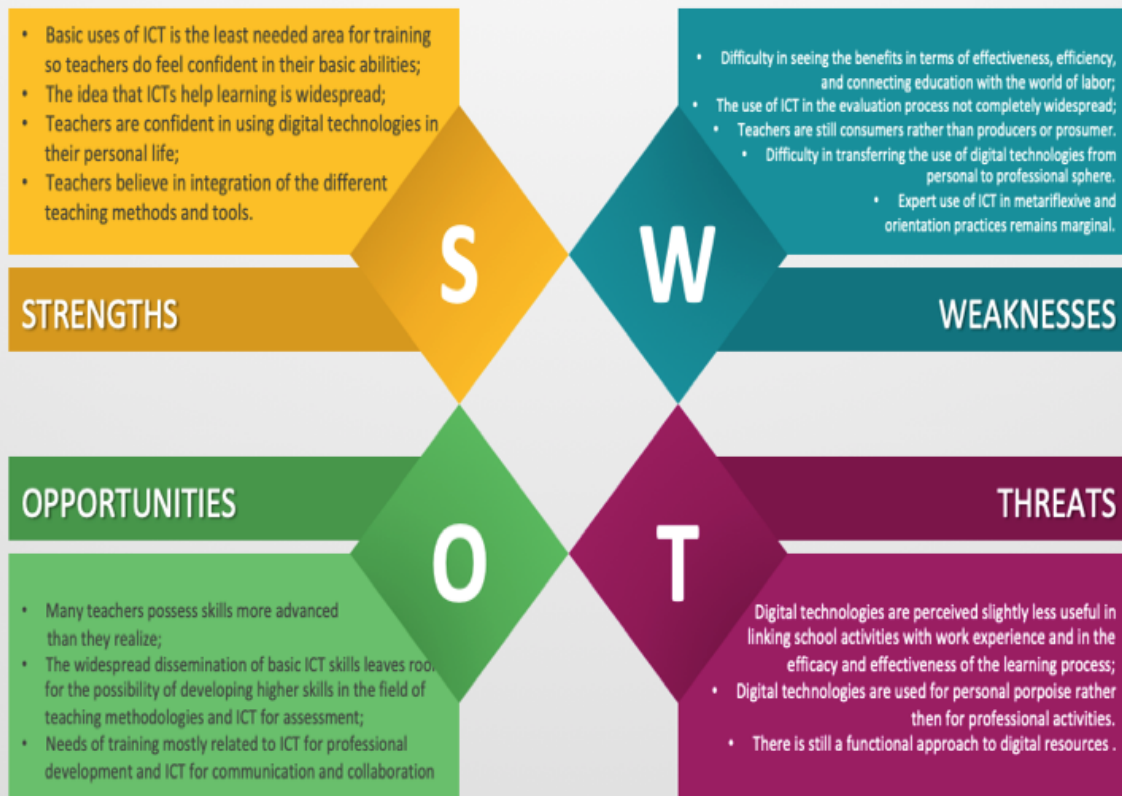 • Basic uses of ICT is the least needed area for training
so teachers do feel confident in their basic abilities;
• The idea that ICTs help learning is widespread;
• Teachers are confident in using digital technologies in
their personal life;
• Teachers believe in integration of the different
teaching methods and tools.
S
STRENGTHS
• Difficulty in seeing the benefits in terms of effectiveness, efficiency,
and connecting education with the world of labor;
• The use of ICT in the evaluation process not completely widespread;
• Teachers are still consumers rather than producers or prosumer.
• Difficulty in transferring the use of digital technologies from
personal to professional sphere.
• Expert use of ICT in metariflexive and
orientation practices remains marginal.
W
WEAKNESSES
OPPORTUNITIES
O
• Many teachers possess skills more advanced
than they realize;
• The widespread dissemination of basic ICT skills leaves roo
for the possibility of developing higher skills in the field of
teaching methodologies and ICT for assessment;
• Needs of training mostly related to ICT for professional
development and ICT for communication and collaboration
THREATS
T
Digital technologies are perceived slightly less useful in
linking school activities with work experience and in the
efficacy and effectiveness of the learning process;
• Digital technologies are used for personal porpoise rather
then for professional activities.
• There is still a functional approach to digital resources .